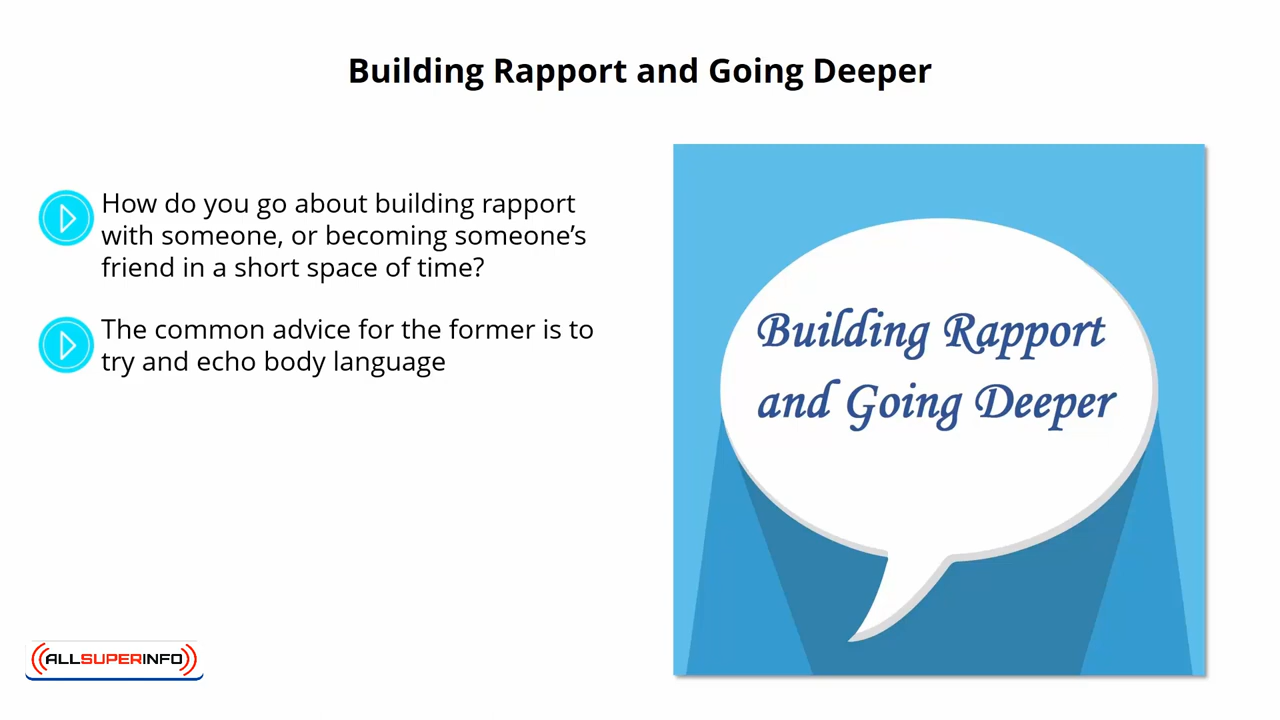 Building Rapport and Going Deeper
How do you go about building rapport
with someone, or becoming someone’s
friend in a short space of time?
The common advice for the former is to
try and echo body language
Building Rapport
and Going Deeper
ALLSUPERINFO